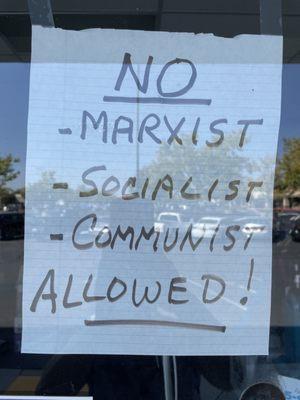 NO
- MARXIST
- SOCIALIST
- COMMUNIST
ALLOWED!